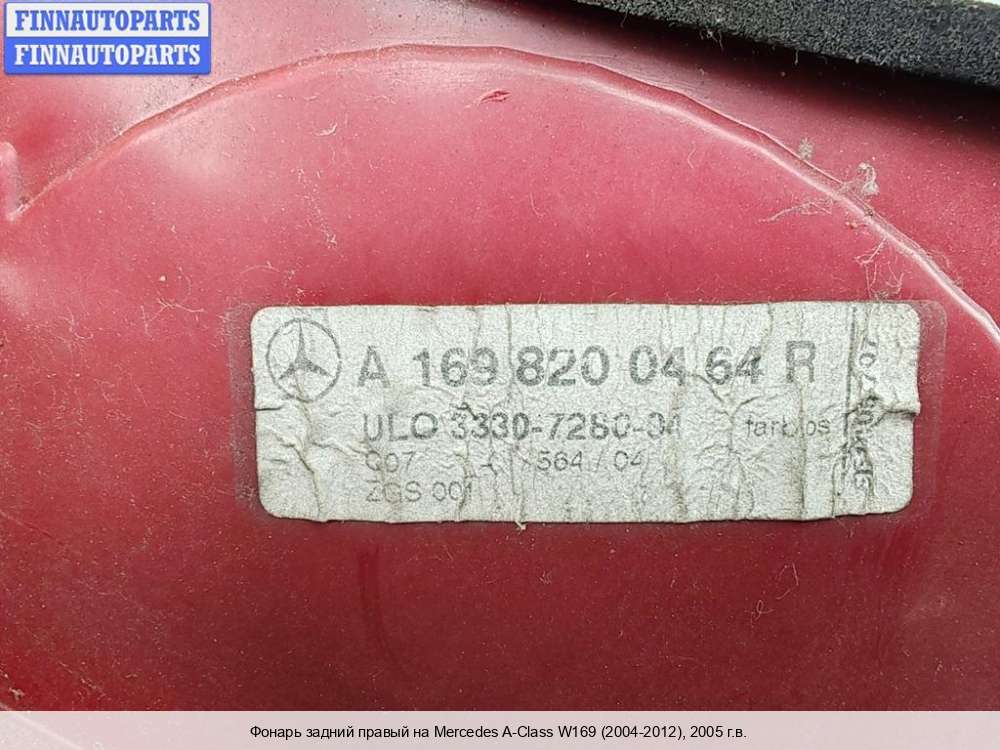 FINNAUTOPARTS
FINNAUTOPARTS
A 169 820 04 64 R
ULO 3330-7280-04 farblos
C07 564 / 04
ZGS 001
Фонарь задний правый на Mercedes A-Class W169 (2004-2012), 2005 г.в.